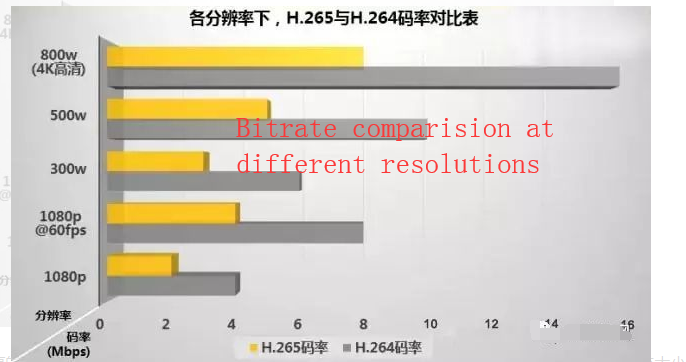 各分辨率下，H.265与H.264码率对比表
800w
(4K高清)
500w
Bitrate comparision at
different resolutions
300w
1080p
@60fps
1080p
分辨率
码率
(Mbps)
0 2 4 6 8 10 12 14 16
H.265码率 H.264码率